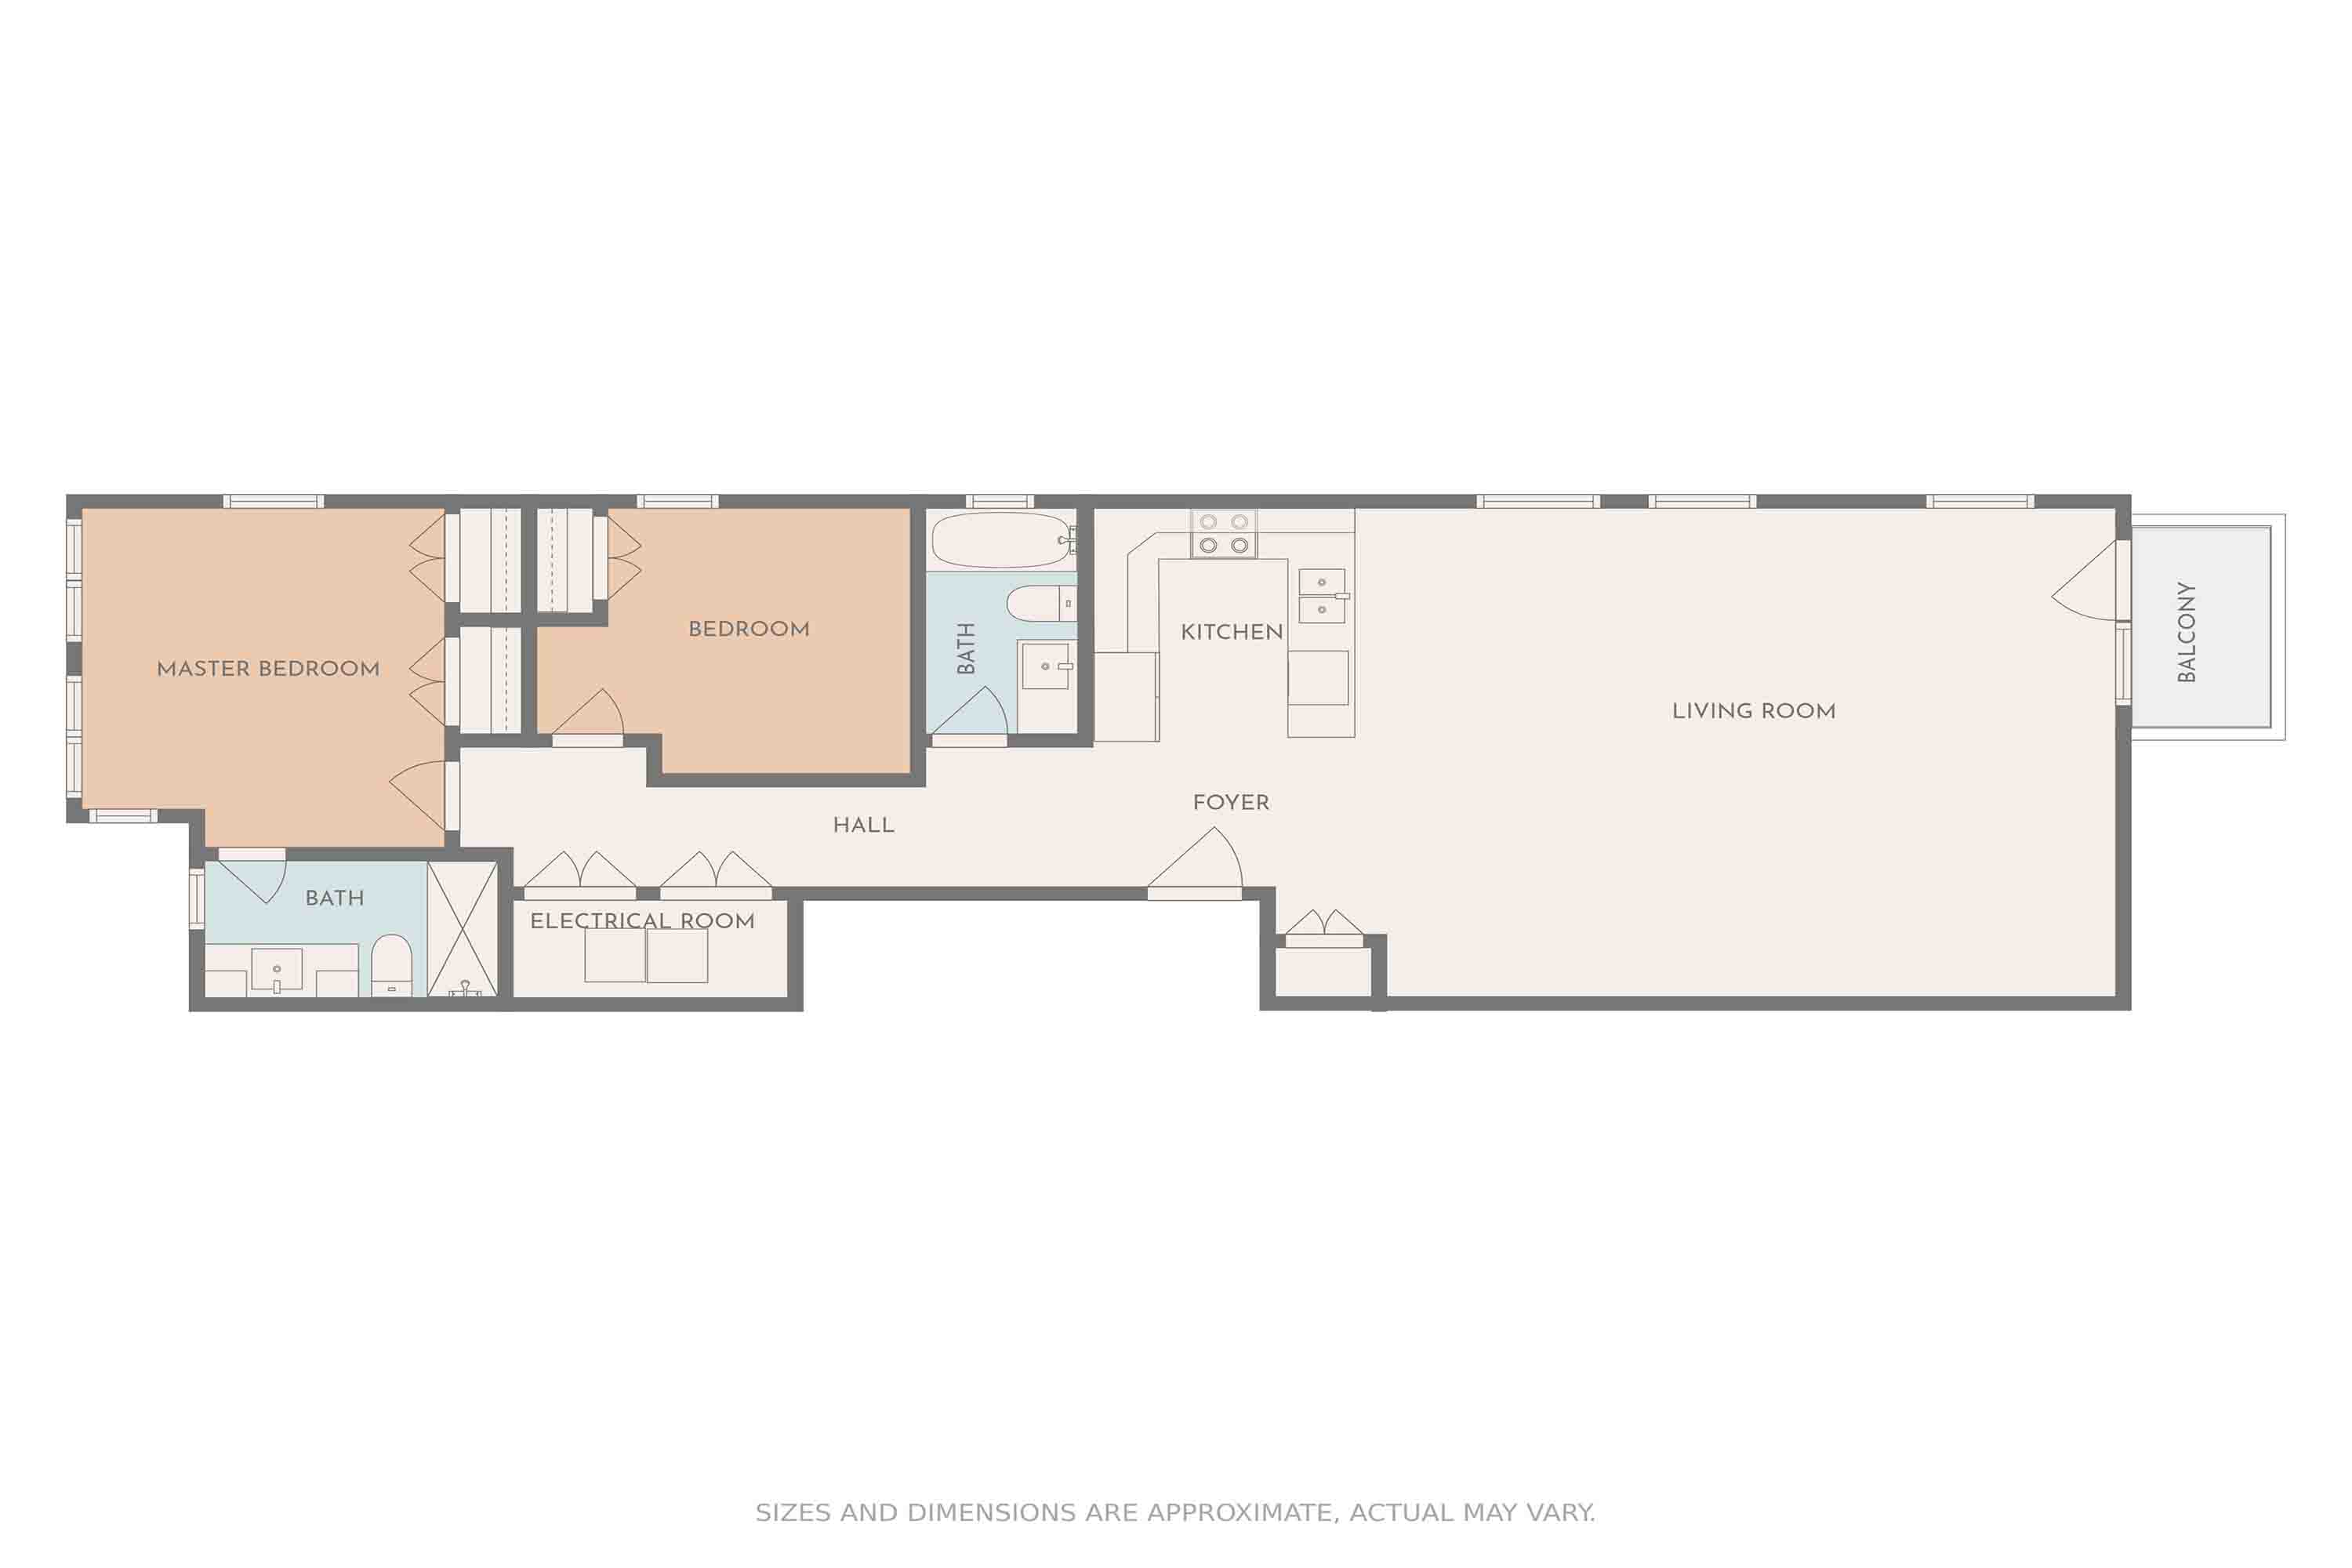 BEDROOM
MASTER BEDROOM
BATH
KITCHEN
BALCONY
LIVING ROOM
FOYER
HALL
BATH
ELECTRICAL ROOM
SIZES AND DIMENSIONS ARE APPROXIMATE, ACTUAL MAY VARY.